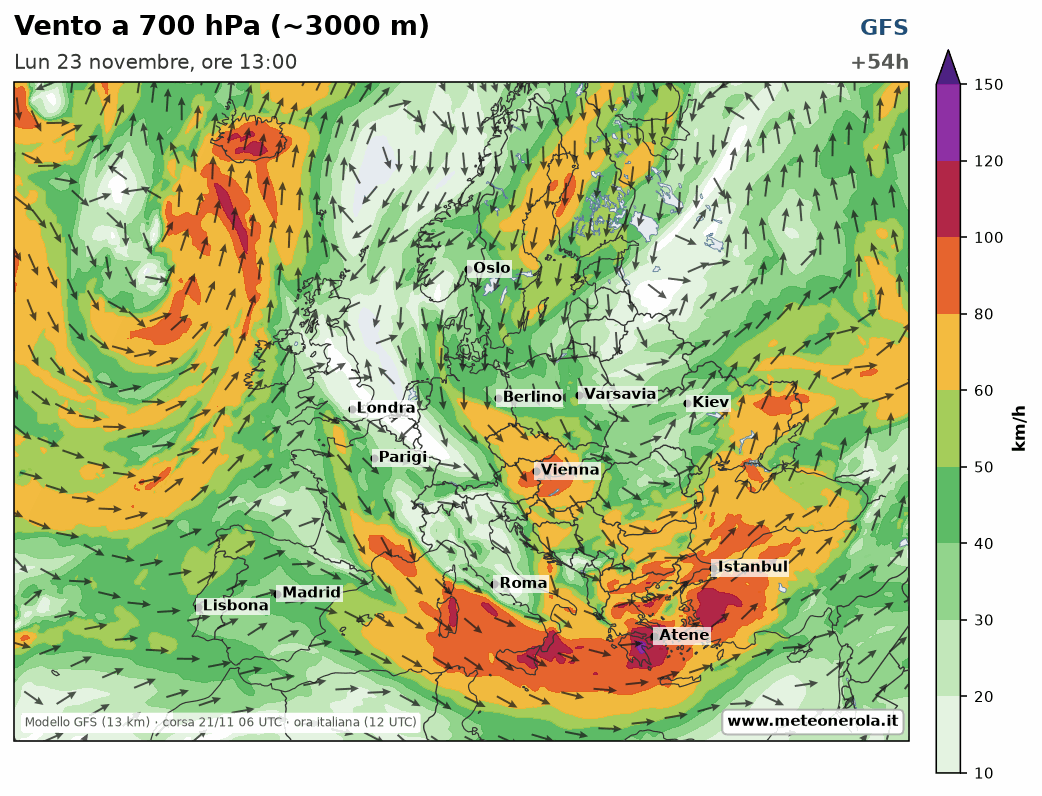 Vento a 700 hPa (~3000 m)
GFS
Lun 23 novembre, ore 13:00
+54h
150
120
100
80
60
50
40
30
20
10
km/h
Oslo
Londra
Berlino
Varsavia
Kiev
Parigi
Vienna
Istanbul
Roma
Madrid
Lisbona
Atene
Modello GFS (13 km) · corsa 21/11 06 UTC · ora italiana (12 UTC)
www.meteonerola.it